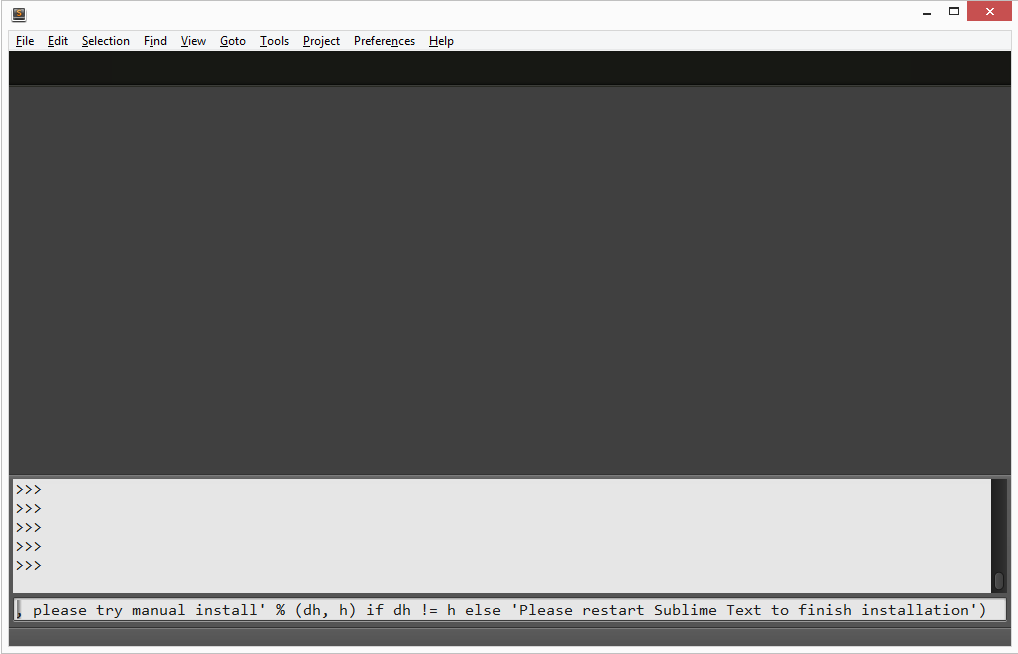 File Edit Selection Find View Goto Tools Project Preferences Help
>>>
>>>
>>>
>>>
>>>
, please try manual install' % (dh, h) if dh != h else 'Please restart Sublime Text to finish installation')